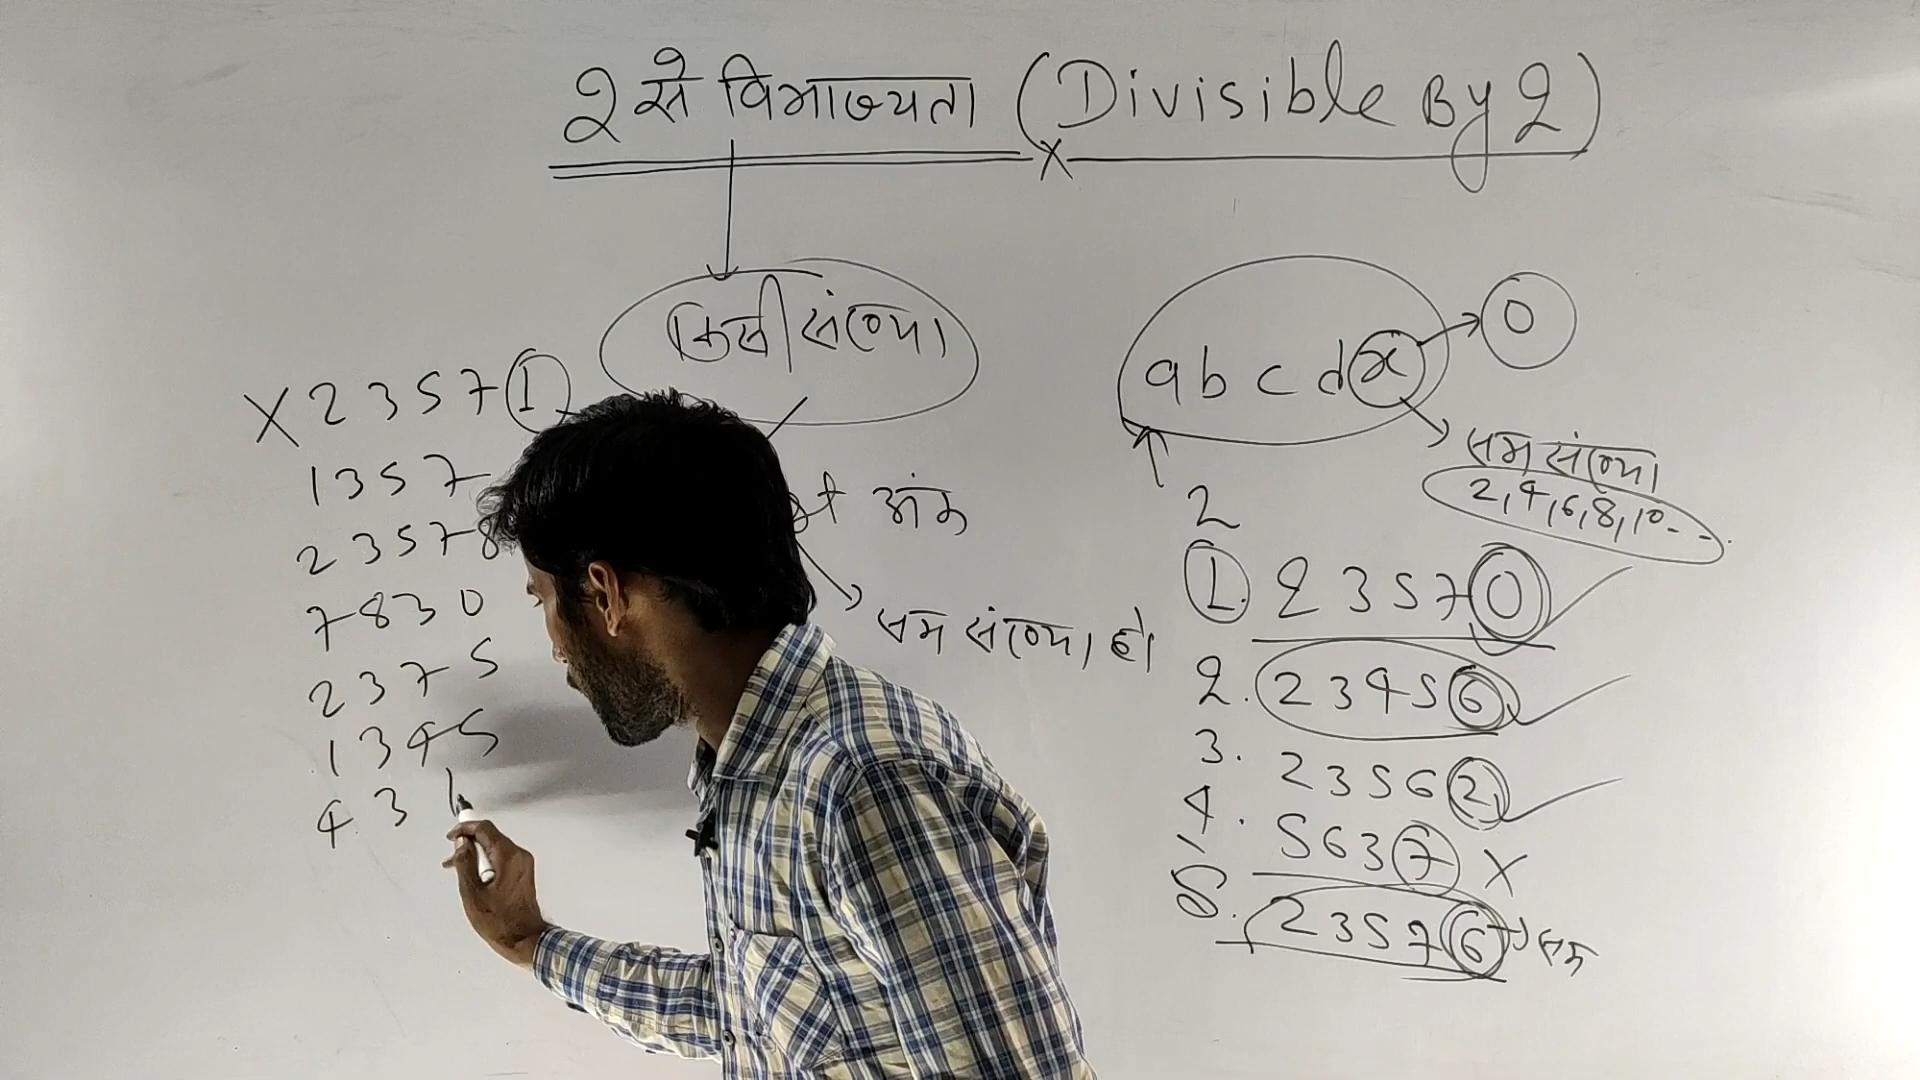 2 से विभाज्यता (Divisible By 2)
किसी संख्या
X 2 3 5 7 1
1 3 5 7
2 3 5 7 8
7 8 3 0
2 3 7 5
1 3 4 5
4 3 1
अंक
सम संख्या हो
a b c d x → 0
सम संख्या
2, 4, 6, 8, 10 - -
2
1. 2 3 5 7 0 ✓
2. 2 3 4 5 6 ✓
3. 2 3 5 6 2 ✓
4. 5 6 3 7 X
5. 2 3 5 7 6 → सम